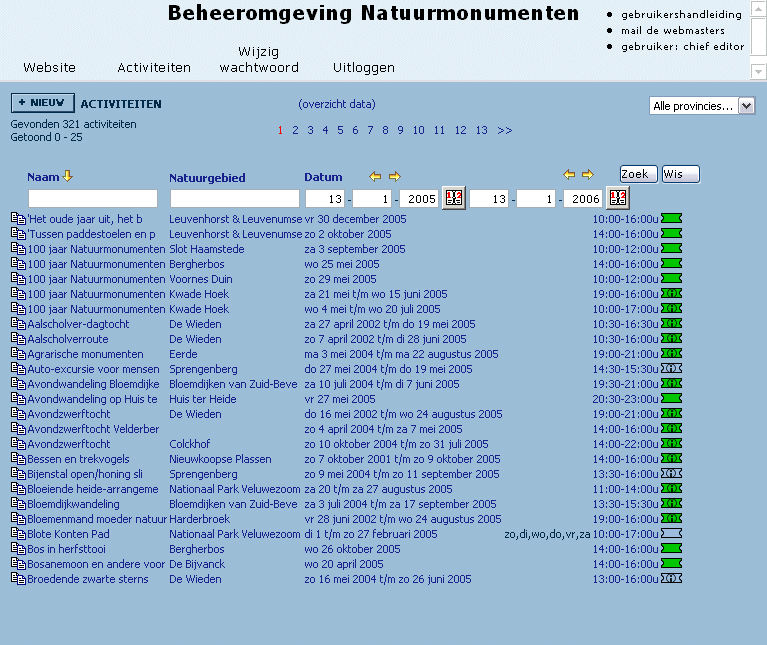 Beheeromgeving Natuurmonumenten
• gebruikershandleiding
• mail de webmasters
• gebruiker: chief editor
Website Activiteiten Wijzig wachtwoord Uitloggen
+ NIEUW ACTIVITEITEN (overzicht data) Alle provincies...
Gevonden 321 activiteiten
Getoond 0 - 25
1 2 3 4 5 6 7 8 9 10 11 12 13 >>
Naam Natuurgebied Datum Zoek Wis
13 - 1 - 2005 13 - 1 - 2006
'Het oude jaar uit, het b Leuvenhorst & Leuvenumse vr 30 december 2005 10:00-16:00u
'Tussen paddestoelen en p Leuvenhorst & Leuvenumse zo 2 oktober 2005 14:00-16:00u
100 jaar Natuurmonumenten Slot Haamstede za 3 september 2005 10:00-12:00u
100 jaar Natuurmonumenten Bergherbos wo 25 mei 2005 14:00-16:00u
100 jaar Natuurmonumenten Voornes Duin zo 29 mei 2005 10:00-12:00u
100 jaar Natuurmonumenten Kwade Hoek za 21 mei t/m wo 15 juni 2005 19:00-16:00u
100 jaar Natuurmonumenten Kwade Hoek wo 4 mei t/m wo 20 juli 2005 10:00-17:00u
Aalscholver-dagtocht De Wieden za 27 april 2002 t/m do 19 mei 2005 10:30-16:30u
Aalscholverroute De Wieden zo 7 april 2002 t/m di 28 juni 2005 10:30-14:00u
Agrarische monumenten Eerde ma 3 mei 2004 t/m ma 22 augustus 2005 19:00-21:00u
Auto-excursie voor mensen Sprengenberg do 27 mei 2004 t/m do 19 mei 2005 14:30-15:30u
Avondwandeling Bloemdijke Bloemdijken van Zuid-Beve za 10 juli 2004 t/m di 7 juni 2005 19:30-21:00u
Avondwandeling op Huis te Huis ter Heide vr 27 mei 2005 20:30-23:00u
Avondzwerftocht De Wieden do 16 mei 2002 t/m wo 24 augustus 2005 19:00-21:00u
Avondzwerftocht Velderber zo 4 april 2004 t/m za 7 mei 2005 14:00-16:00u
Avondzwerftocht Colckhof zo 10 oktober 2004 t/m zo 31 juli 2005 14:00-22:00u
Bessen en trekvogels Nieuwkoopse Plassen zo 7 oktober 2001 t/m zo 9 oktober 2005 14:00-16:00u
Bijenstal open/honing sli Sprengenberg zo 9 mei 2004 t/m zo 11 september 2005 13:30-16:00u
Bloeiende heide-arrangeme Nationaal Park Veluwezoom za 20 t/m za 27 augustus 2005 11:00-14:00u
Bloemdijkwandeling Bloemdijken van Zuid-Beve za 3 juli 2004 t/m za 17 september 2005 13:30-15:30u
Bloemenmand moeder natuur Harderbroek vr 28 juni 2002 t/m wo 24 augustus 2005 19:00-16:00u
Blote Konten Pad Nationaal Park Veluwezoom di 1 t/m zo 27 februari 2005 zo,di,wo,do,vr,za 10:00-17:00u
Bos in herfsttooi Bergherbos wo 26 oktober 2005 14:00-16:00u
Bosanemoon en andere voor De Bijvanck wo 20 april 2005 14:00-16:00u
Broedende zwarte sterns De Wieden zo 16 mei 2004 t/m zo 26 juni 2005 13:00-16:00u